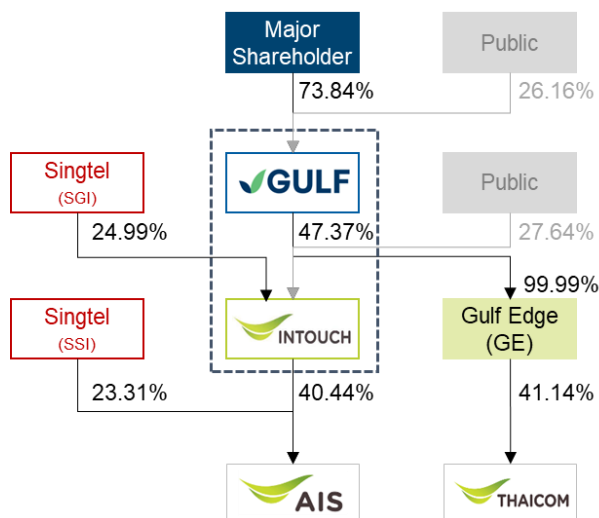 Major
Shareholder
Public
73.84%
26.16%
Singtel
(SGI)
GULF
Public
24.99%
47.37%
27.64%
99.99%
Singtel
(SSI)
INTOUCH
Gulf Edge
(GE)
23.31%
40.44%
41.14%
AIS
THAICOM